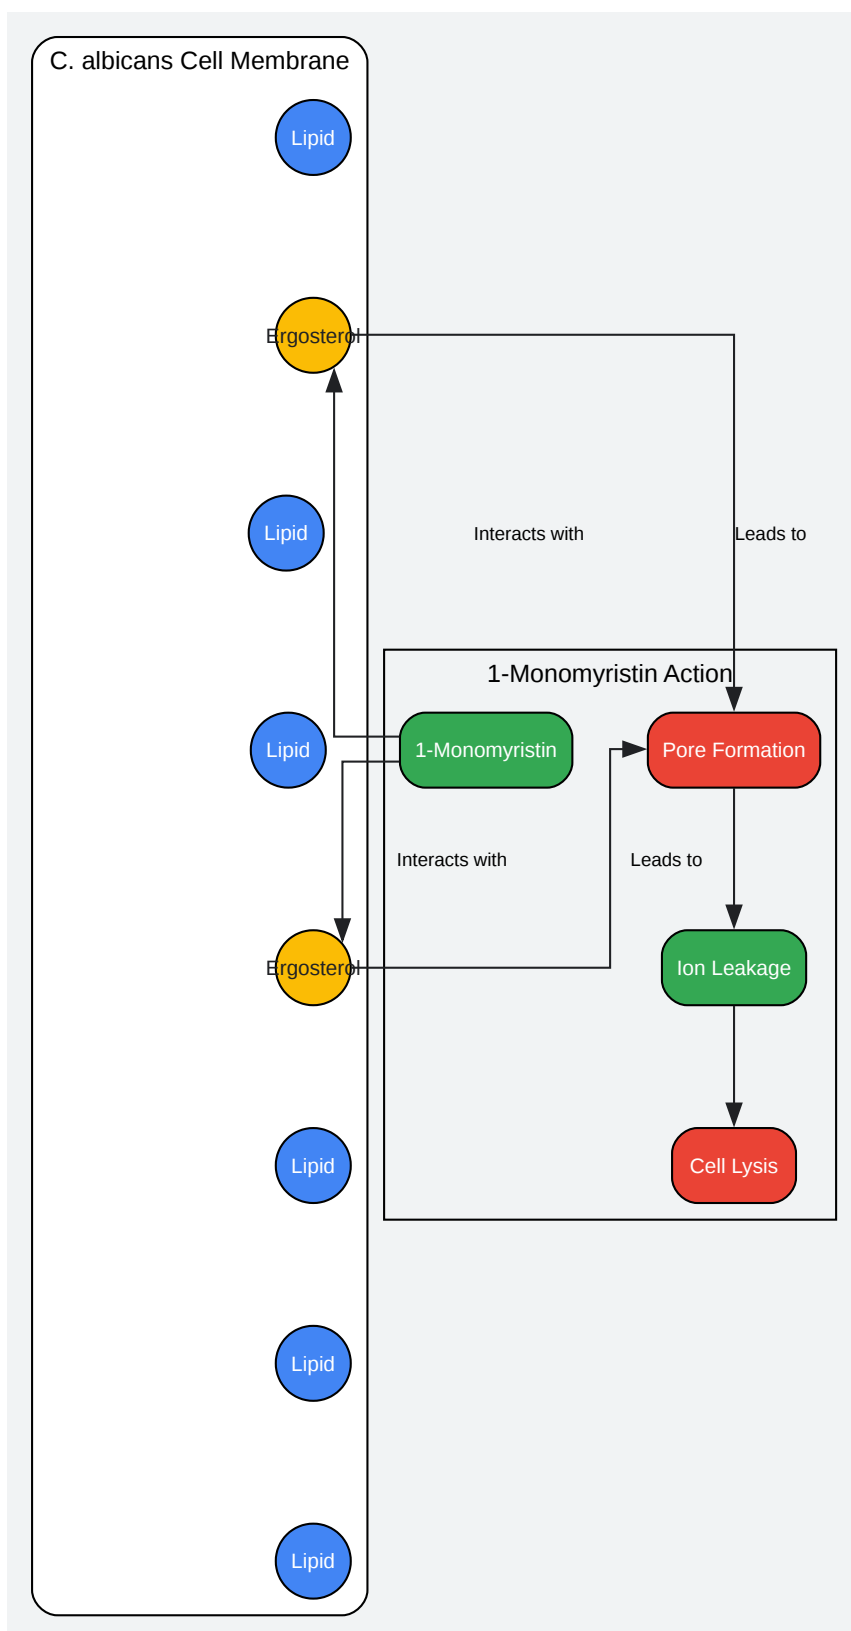 C. albicans Cell Membrane
Lipid
Ergosterol
Lipid
Interacts with
Leads to
1-Monomyristin Action
Lipid
1-Monomyristin
Pore Formation
Interacts with
Leads to
Ergosterol
Ion Leakage
Lipid
Cell Lysis
Lipid
Lipid